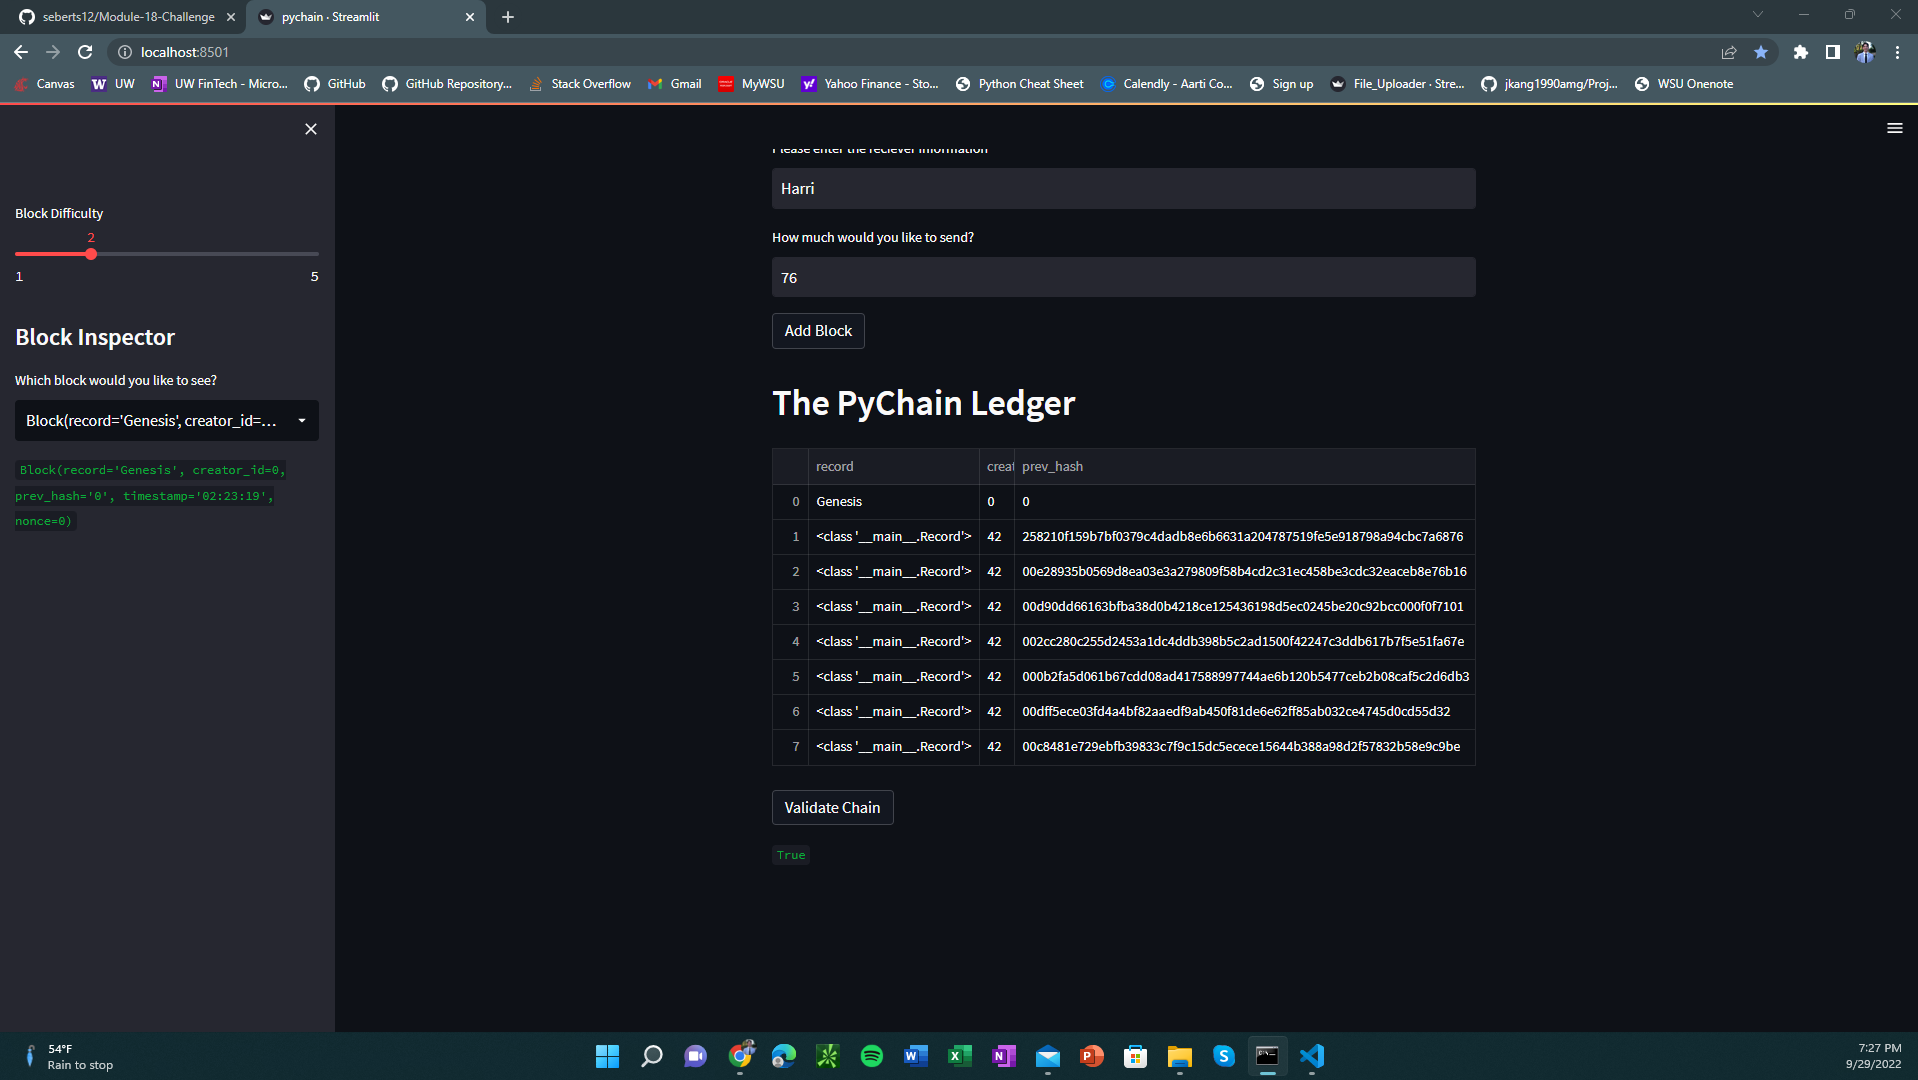 seberts12/Module-18-Challenge
pychain · Streamlit
localhost:8501
Canvas
UW
UW FinTech - Micro...
GitHub
GitHub Repository...
Stack Overflow
Gmail
MyWSU
Yahoo Finance - Sto...
Python Cheat Sheet
Calendly - Aarti Co...
Sign up
File_Uploader · Stre...
jkang1990amg/Proj...
WSU Onenote
Block Difficulty
2
1 5
Block Inspector
Which block would you like to see?
Block(record='Genesis', creator_id=...
Block(record='Genesis', creator_id=0,
prev_hash='0', timestamp='02:23:19',
nonce=0)
Please enter the reciever information
Harri
How much would you like to send?
76
Add Block
The PyChain Ledger
record creat prev_hash
0 Genesis 0 0
1 <class '__main__.Record'> 42 258210f159b7bf0379c4dadb8e6b6631a204787519fe5e918798a94cbc7a6876
2 <class '__main__.Record'> 42 00e28935b0569d8ea03e3a279809f58b4cd2c31ec458be3cdc32eaceb8e76b16
3 <class '__main__.Record'> 42 00d90dd66163bfba38d0b4218ce125436198d5ec0245be20c92bcc000f0f7101
4 <class '__main__.Record'> 42 002cc280c255d2453a1dc4ddb398b5c2ad1500f42247c3ddb617b7f5e51fa67e
5 <class '__main__.Record'> 42 000b2fa5d061b67cdd08ad417588997744ae6b120b5477ceb2b08caf5c2d6db3
6 <class '__main__.Record'> 42 00dff5ece03fd4a4bf82aaedf9ab450f81de6e62ff85ab032ce4745d0cd55d32
7 <class '__main__.Record'> 42 00c8481e729ebfb39833c7f9c15dc5ecece15644b388a98d2f57832b58e9c9be
Validate Chain
True
54°F
Rain to stop
7:27 PM
9/29/2022